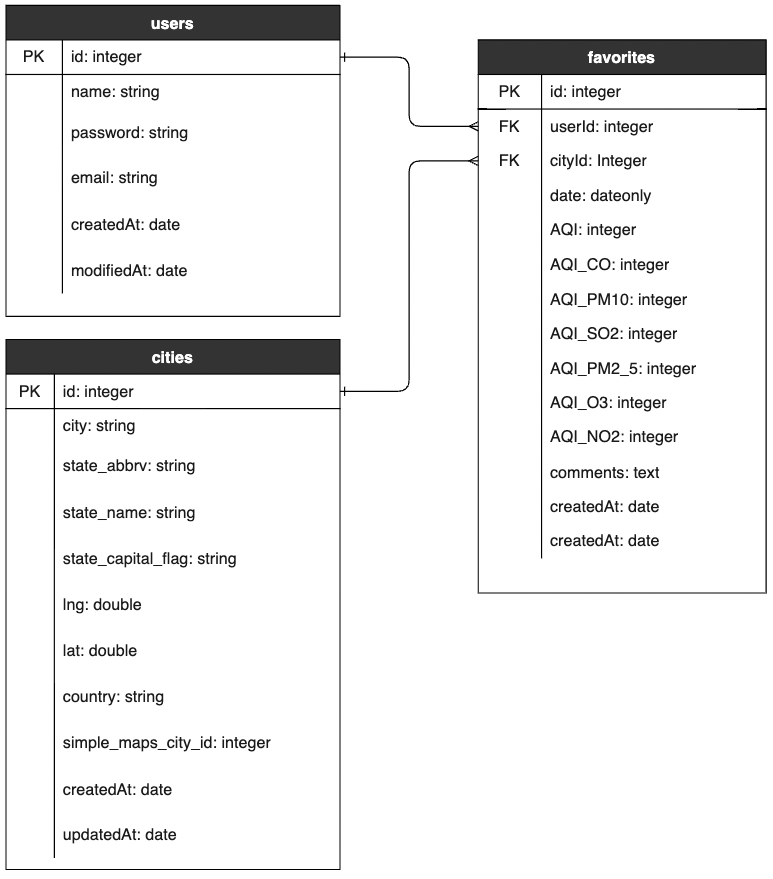 users
PK id: integer
name: string
password: string
email: string
createdAt: date
modifiedAt: date
favorites
PK id: integer
FK userId: integer
FK cityId: Integer
date: dateonly
AQI: integer
AQI_CO: integer
AQI_PM10: integer
AQI_SO2: integer
AQI_PM2_5: integer
AQI_O3: integer
AQI_NO2: integer
comments: text
createdAt: date
createdAt: date
cities
PK id: integer
city: string
state_abbrv: string
state_name: string
state_capital_flag: string
lng: double
lat: double
country: string
simple_maps_city_id: integer
createdAt: date
updatedAt: date